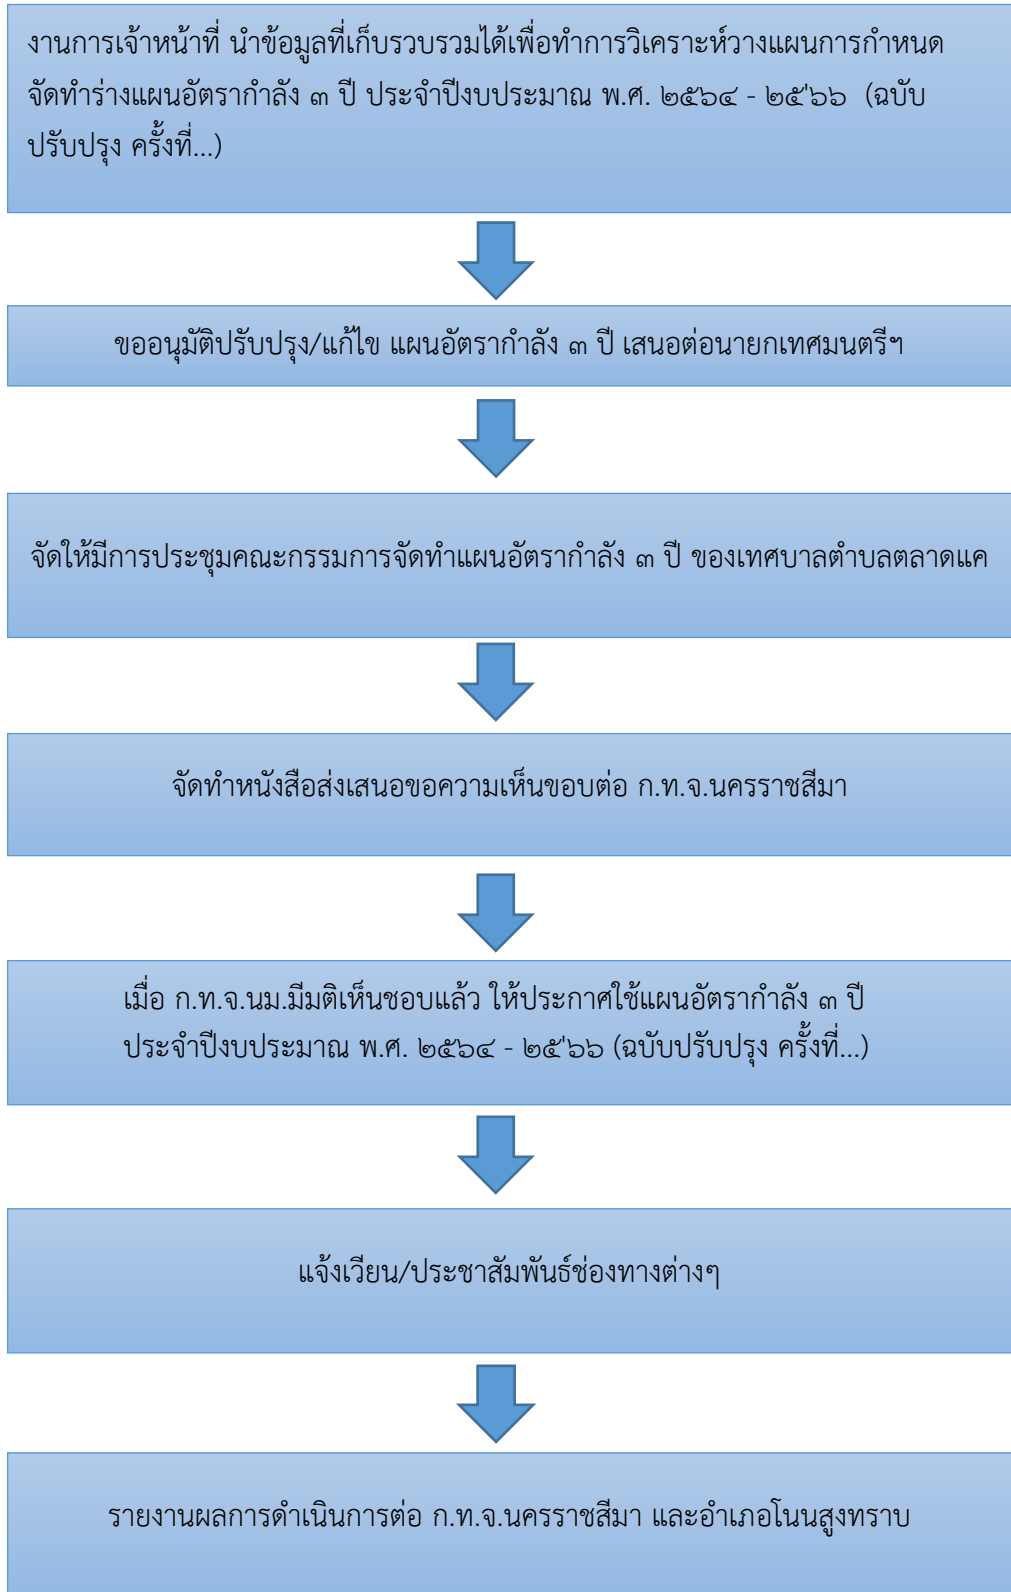 งานการเจ้าหน้าที่ นำข้อมูลที่เก็บรวบรวมได้เพื่อทำการวิเคราะห์วางแผนการกำหนด
จัดทำร่างแผนอัตรากำลัง ๓ ปี ประจำปีงบประมาณ พ.ศ. ๒๕๖๔ - ๒๕'๖๖ (ฉบับ
ปรับปรุง ครั้งที่...)
ขออนุมัติปรับปรุง/แก้ไข แผนอัตรากำลัง ๓ ปี เสนอต่อนายกเทศมนตรีฯ
จัดให้มีการประชุมคณะกรรมการจัดทำแผนอัตรากำลัง ๓ ปี ของเทศบาลตำบลตลาดแค
จัดทำหนังสือส่งเสนอขอความเห็นขอบต่อ ก.ท.จ.นครราชสีมา
เมื่อ ก.ท.จ.นม.มีมติเห็นชอบแล้ว ให้ประกาศใช้แผนอัตรากำลัง ๓ ปี
ประจำปีงบประมาณ พ.ศ. ๒๕๖๔ - ๒๕'๖๖ (ฉบับปรับปรุง ครั้งที่...)
แจ้งเวียน/ประชาสัมพันธ์ช่องทางต่างๆ
รายงานผลการดำเนินการต่อ ก.ท.จ.นครราชสีมา และอำเภอโนนสูงทราบ